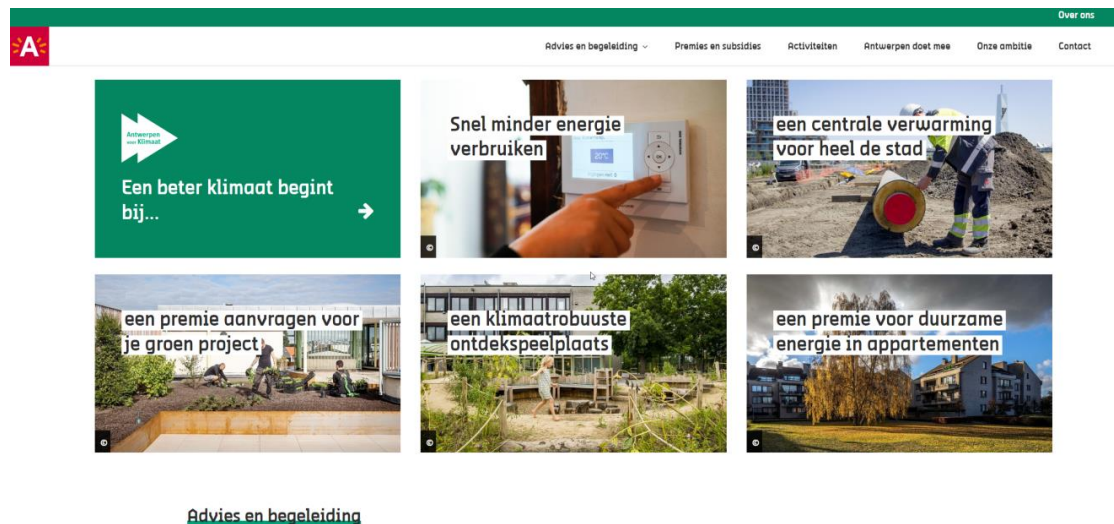 Over ons
A
Advies en begeleiding
Premies en subsidies
Activiteiten
Antwerpen doet mee
Onze ambitie
Contact
Antwerpen
voor Klimaat
Een beter klimaat begint
bij...
Snel minder energie
verbruiken
20°C
OK
een centrale verwarming
voor heel de stad
een premie aanvragen voor
je groen project
een klimaatrobuuste
ontdekspeelplaats
een premie voor duurzame
energie in appartementen
©
©
©
©
©
Advies en begeleiding